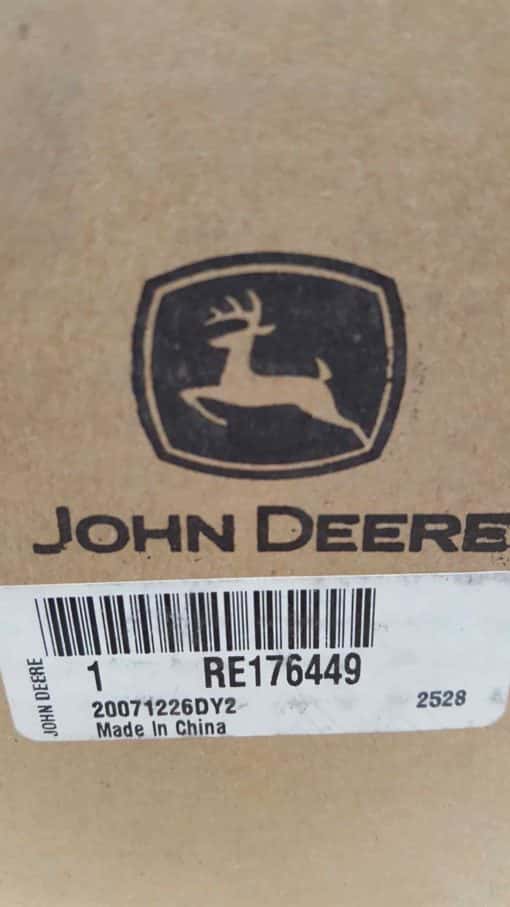 JOHN DEERE
1 RE176449
JOHN DEERE
20071226DY2 2528
Made In China